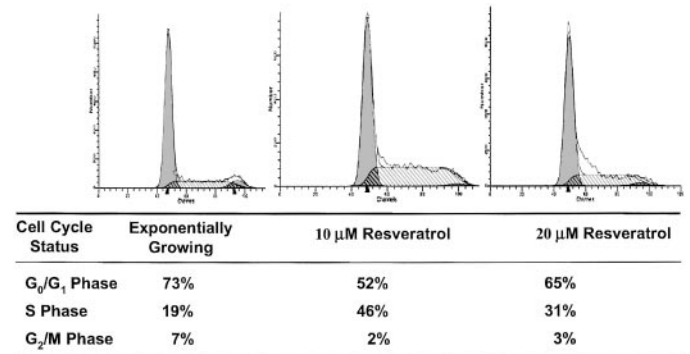 Channels
Cell Cycle Status
Exponentially Growing
10 μM Resveratrol
20 μM Resveratrol
G₀/G₁ Phase 73% 52% 65%
S Phase 19% 46% 31%
G₂/M Phase 7% 2% 3%